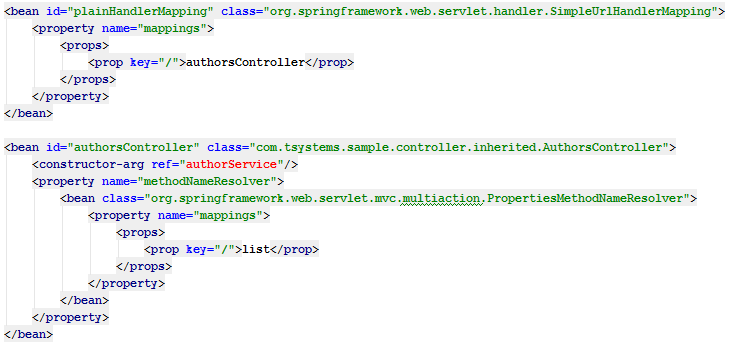 <bean id="plainHandlerMapping" class="org.springframework.web.servlet.handler.SimpleUrlHandlerMapping">
    <property name="mappings">
        <props>
            <prop key="/">authorsController</prop>
        </props>
    </property>
</bean>

<bean id="authorsController" class="com.tsystems.sample.controller.inherited.AuthorsController">
    <constructor-arg ref="authorService"/>
    <property name="methodNameResolver">
        <bean class="org.springframework.web.servlet.mvc.multiaction.PropertiesMethodNameResolver">
            <property name="mappings">
                <props>
                    <prop key="/">list</prop>
                </props>
            </property>
        </bean>
    </property>
</bean>